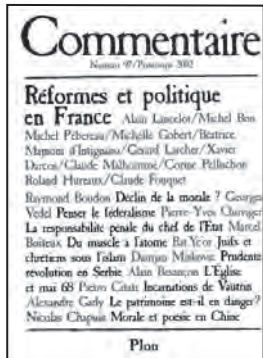 Commentaire
Numéro 97/Printemps 2002
Réformes et politique
en France Alain Lancelot/Michel Bon
Michel Pébereau/Michelle Gobert/Béatrice
Majnoni d'Intignano/Gérard Larcher/Xavier
Darcos/Claude Malhomme/Corine Pelluchon
Roland Hureaux/Claude Fouquet
Raymond Boudon Déclin de la morale ? Georges
Vedel Penser le fédéralisme Pierre-Yves Chereger
La responsabilité pénale du chef de l'État Marcel
Boiteux Du muscle à l'atome Bat Ye'or Juifs et
chrétiens sous l'islam Damjan Prudente
révolution en Serbie Alain Besançon L'Église
et mai 68 Pietro Citati Incarnations de Vautrin
Alexandre Gady Le patrimoine est-il en danger?
Nicolas Chapuis Morale et poésie en Chine
Plon